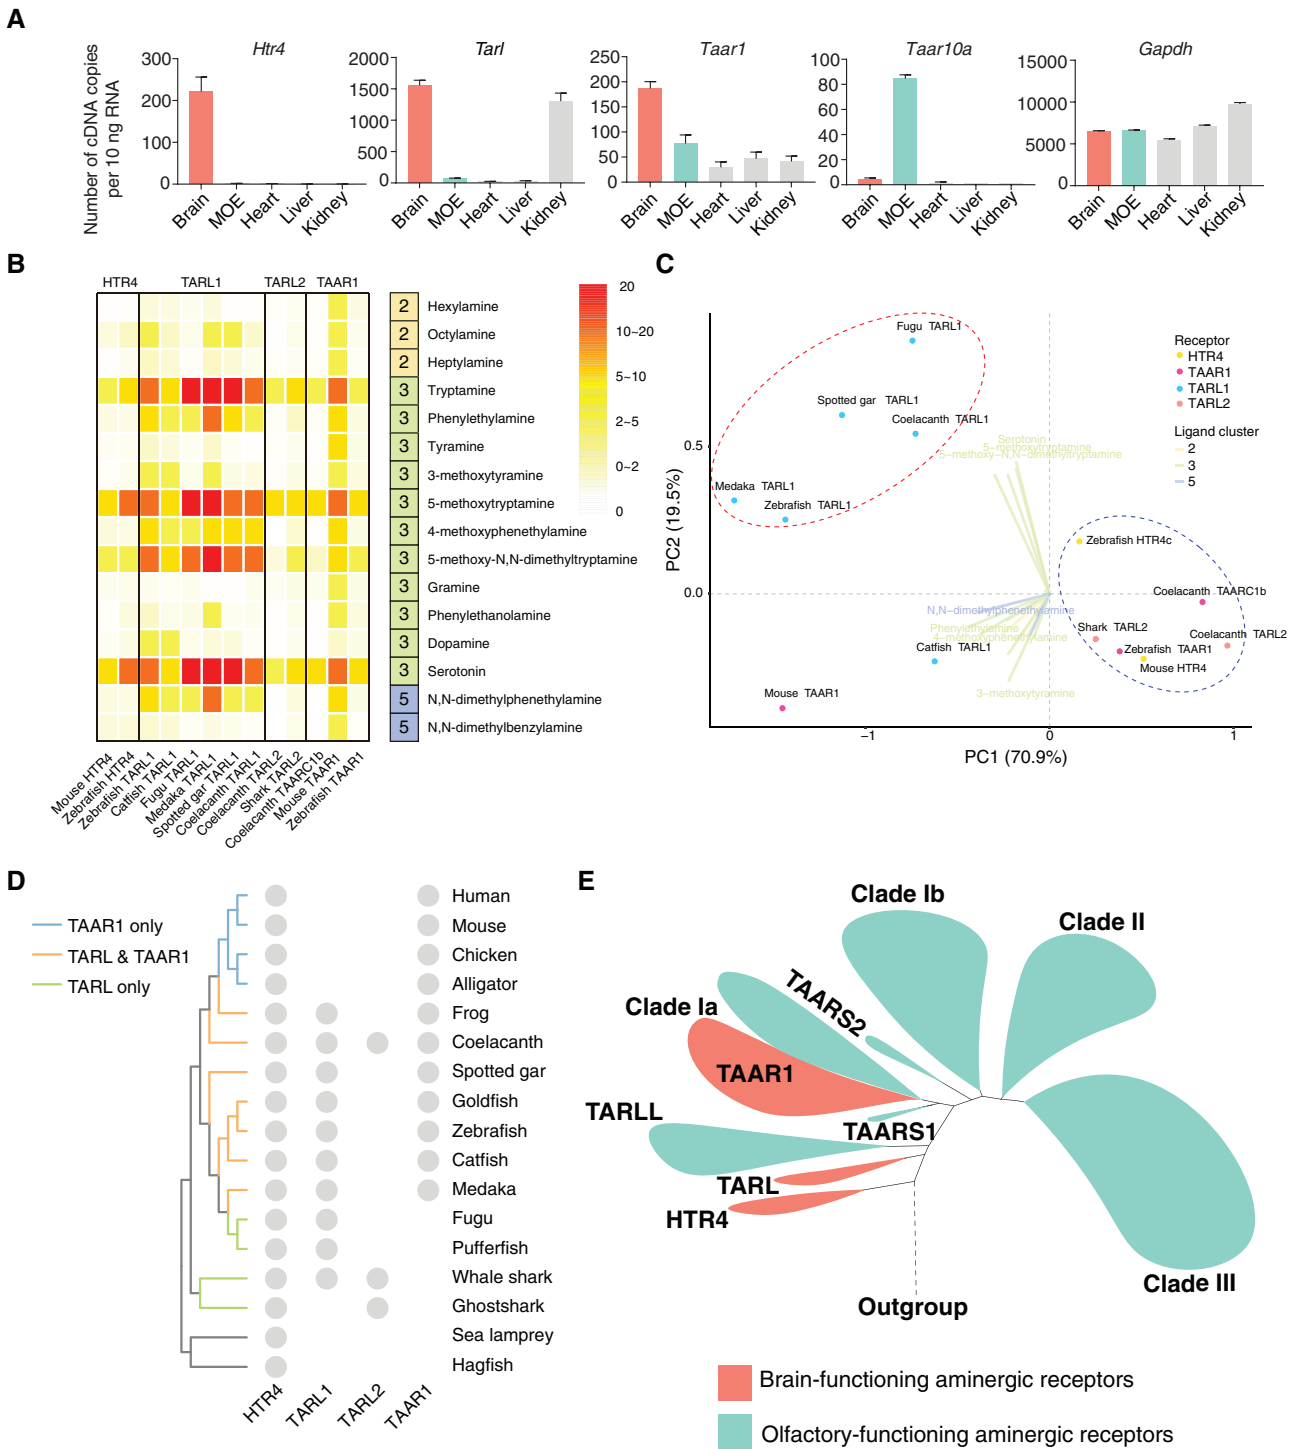 A
Number of cDNA copies
per 10 ng RNA
Htr4
300
200
100
0
Brain
MOE
Heart
Liver
Kidney
Tarl
2000
1500
1000
500
0
Brain
MOE
Heart
Liver
Kidney
Taar1
250
200
150
100
50
0
Brain
MOE
Heart
Liver
Kidney
Taar10a
100
80
60
40
20
0
Brain
MOE
Heart
Liver
Kidney
Gapdh
15000
10000
5000
0
Brain
MOE
Heart
Liver
Kidney
B
HTR4 TARL1 TARL2 TAAR1
2 Hexylamine
2 Octylamine
2 Heptylamine
3 Tryptamine
3 Phenylethylamine
3 Tyramine
3 3-methoxytyramine
3 5-methoxytryptamine
3 4-methoxyphenethylamine
3 5-methoxy-N,N-dimethyltryptamine
3 Gramine
3 Phenylethanolamine
3 Dopamine
3 Serotonin
5 N,N-dimethylphenethylamine
5 N,N-dimethylbenzylamine
20
10~20
5~10
2~5
0~2
0
Mouse HTR4
Zebrafish HTR4
Zebrafish TARL1
Catfish TARL1
Fugu TARL1
Medaka TARL1
Spotted gar TARL1
Coelacanth TARL1
Coelacanth TARL2
Shark TARL2
Coelacanth TAARC1b
Mouse TAAR1
Zebrafish TAAR1
C
PC2 (19.5%)
0.5
0.0
−1
0
1
PC1 (70.9%)
Fugu TARL1
Spotted gar TARL1
Coelacanth TARL1
Medaka TARL1
Zebrafish TARL1
Serotonin
5−methoxytryptamine
5−methoxy−N,N−dimethyltryptamine
Zebrafish HTR4c
Coelacanth TAARC1b
N,N−dimethylphenethylamine
Phenylethylamine
4−methoxyphenethylamine
Shark TARL2
Coelacanth TARL2
Catfish TARL1
Zebrafish TAAR1
Mouse HTR4
Mouse TAAR1
3−methoxytyramine
Receptor
HTR4
TAAR1
TARL1
TARL2
Ligand cluster
2
3
5
D
TAAR1 only
TARL & TAAR1
TARL only
Human
Mouse
Chicken
Alligator
Frog
Coelacanth
Spotted gar
Goldfish
Zebrafish
Catfish
Medaka
Fugu
Pufferfish
Whale shark
Ghostshark
Sea lamprey
Hagfish
HTR4
TARL1
TARL2
TAAR1
E
Clade Ib
Clade II
TAARS2
Clade Ia
TAAR1
TARLL
TAARS1
TARL
HTR4
Clade III
Outgroup
Brain-functioning aminergic receptors
Olfactory-functioning aminergic receptors